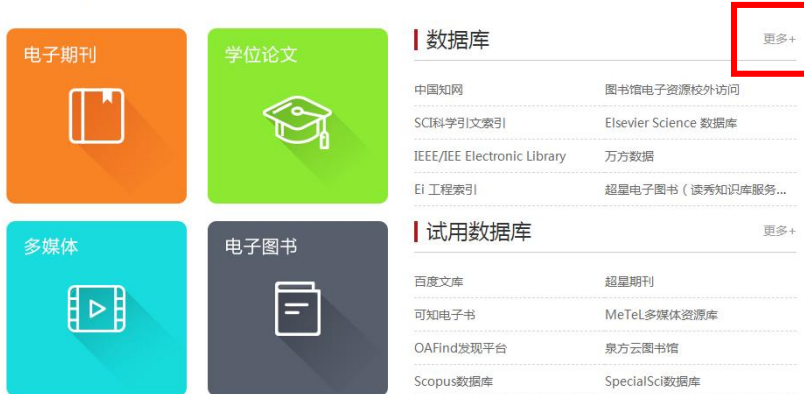 电子期刊
学位论文
多媒体
电子图书
数据库
更多+
中国知网
图书馆电子资源校外访问
SCI科学引文索引
Elsevier Science 数据库
IEEE/IEE Electronic Library
万方数据
Ei 工程索引
超星电子图书（读秀知识库服务...
试用数据库
更多+
百度文库
超星期刊
可知电子书
MeTeL多媒体资源库
OAFind发现平台
泉方云图书馆
Scopus数据库
SpecialSci数据库